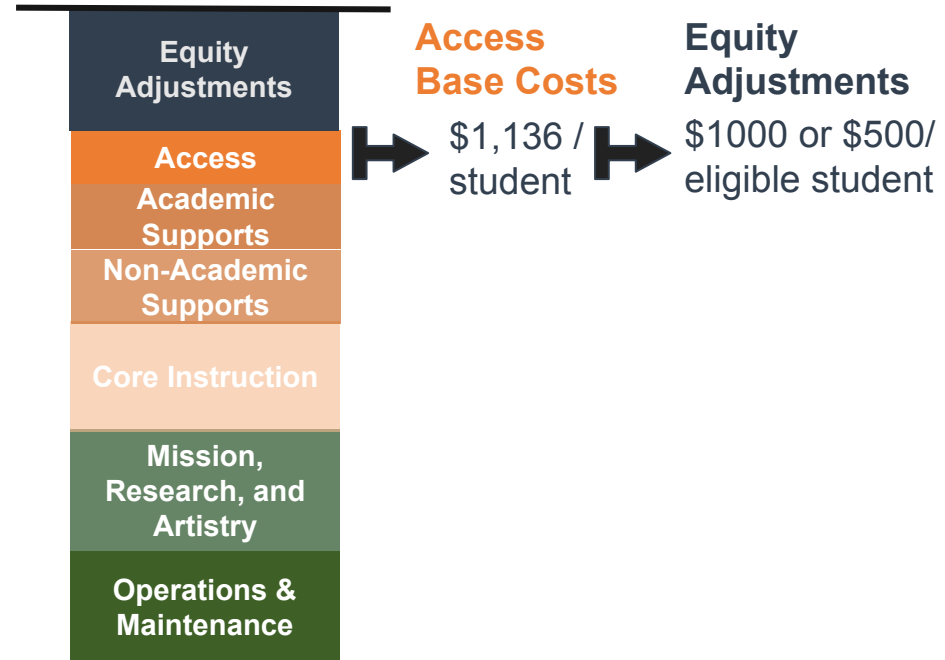 Equity
Adjustments
Access
Academic
Supports
Non-Academic
Supports
Core Instruction
Mission,
Research, and
Artistry
Operations &
Maintenance
Access
Base Costs
$1,136 /
student
Equity
Adjustments
$1000 or $500/
eligible student